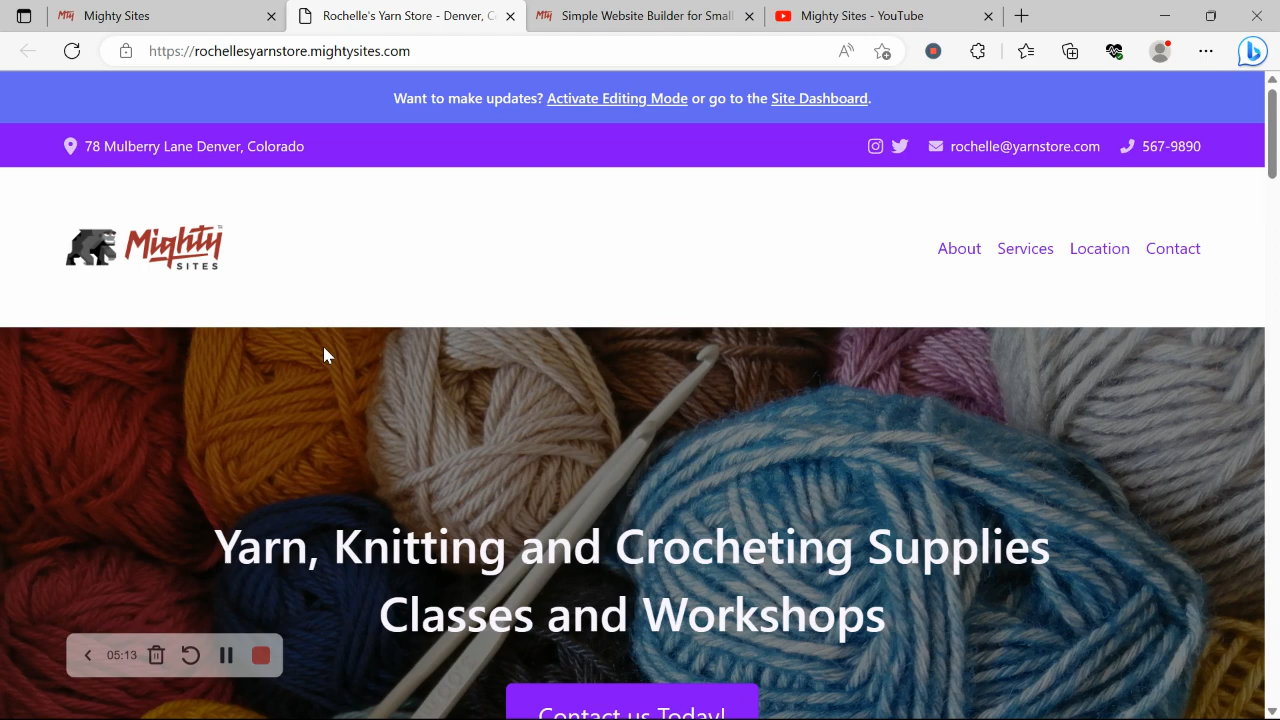 Mighty Sites
Rochelle's Yarn Store - Denver, C
Simple Website Builder for Small
Mighty Sites - YouTube
https://rochellesyarnstore.mightysites.com
Want to make updates? Activate Editing Mode or go to the Site Dashboard.
78 Mulberry Lane Denver, Colorado
rochelle@yarnstore.com
567-9890
Mighty
SITES
About
Services
Location
Contact
Yarn, Knitting and Crocheting Supplies
Classes and Workshops
05:13
Contact us Today!